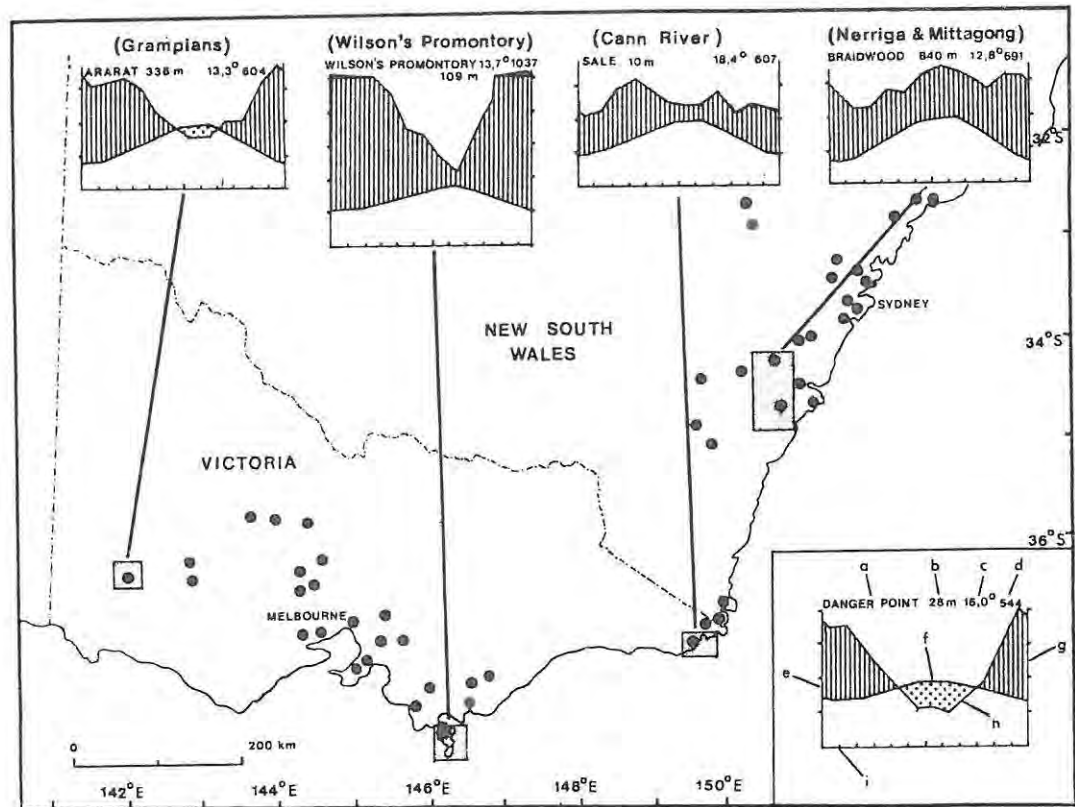 (Grampians)
ARARAT 336 m 13,3° 604
(Wilson's Promontory)
WILSON'S PROMONTORY 13,7° 1037
109 m
(Cann River)
SALE 10 m 18,4° 607
(Nerriga & Mittagong)
BRAIDWOOD 640 m 12,8° 691
32°S
SYDNEY
NEW SOUTH
WALES
34°S
VICTORIA
36°S
MELBOURNE
a b c d
DANGER POINT 28 m 16,0° 544
f
g
e
h
i
0 200 km
142°E 144°E 146°E 148°E 150°E